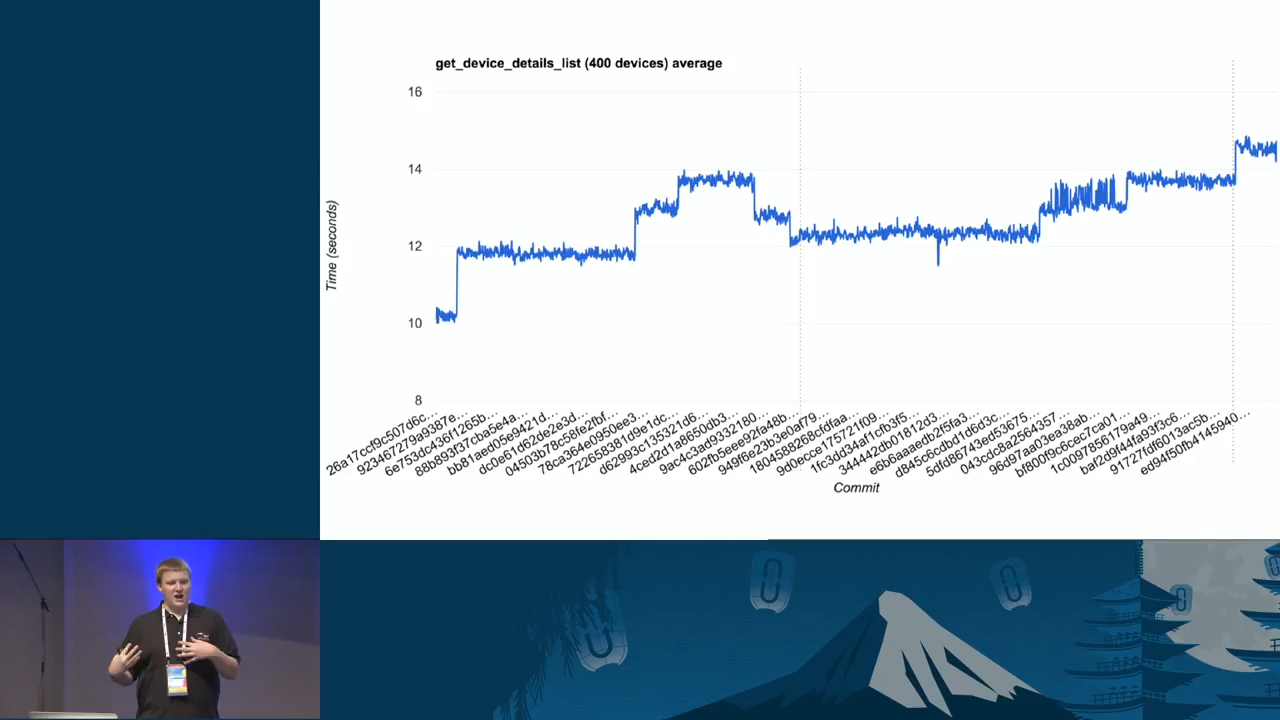 get_device_details_list (400 devices) average
16
14
12
10
8
Time (seconds)
26a17ccf9c507d6c...
923467279a9387e...
6e753dc436f1265b...
88b893f37cba5e4a...
bb81aed05e9421d...
dc0e61d62de2e3d...
04503b78c58fe2fbf...
78ca364e0950ee3...
722658381d9e1dc...
d62993c135321d6...
4ced2d1a8650db3...
9ac4c3ad9332180...
602fb5eee92fa48b...
949f6e23b3e0af79...
1804588268cfdfaa...
9d0ecce175721f09...
1fc3dd34af1cfb3f5...
344442db01812d3...
e6b6aaaedb2f5fa3...
d845c6cdbd1d6d3c...
5dfd86743ed53675...
043cdc8a2564357...
96d97aa03ea38ab...
bf800f9c6cec7ca01...
1c0097856179a49...
baf2d9f44fa93f3c6...
91727fdf6013ac5b...
ed94f50fb4145940...
Commit